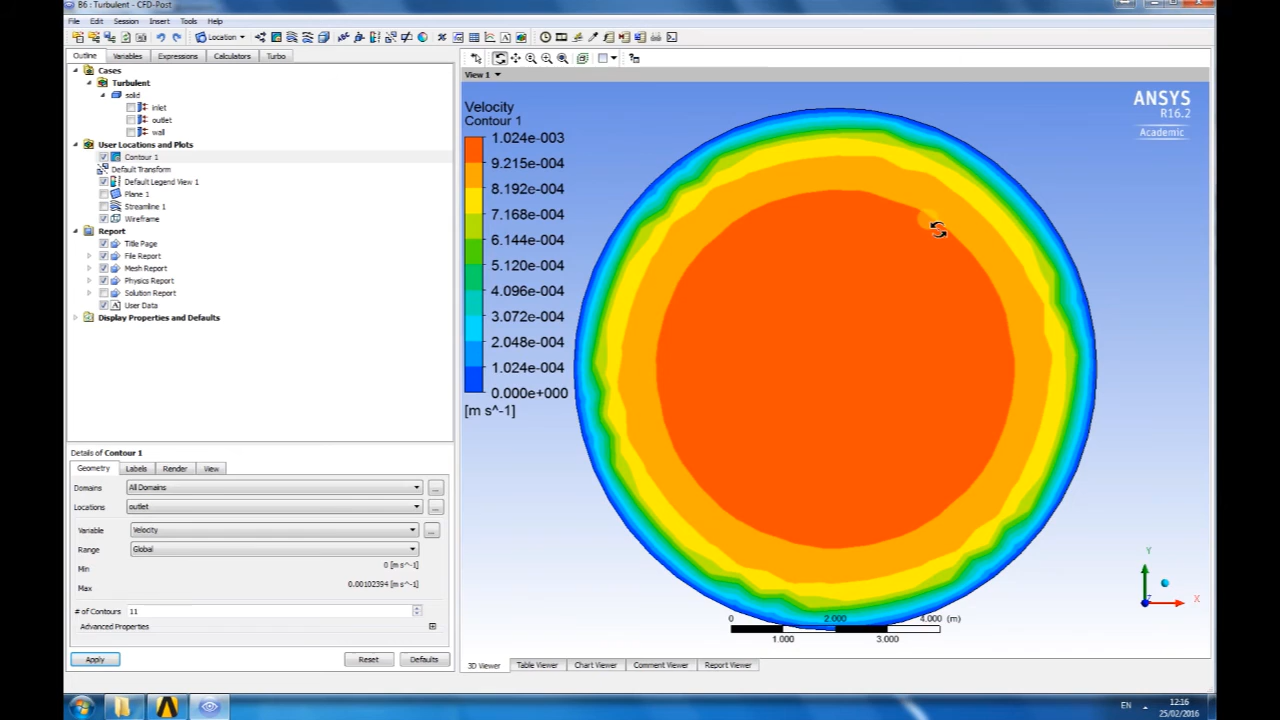 B6 : Turbulent - CFD-Post
File Edit Session Insert Tools Help
Location
Outline Variables Expressions Calculators Turbo
Cases
Turbulent
solid
inlet
outlet
wall
User Locations and Plots
Contour 1
Default Transform
Default Legend View 1
Plane 1
Streamline 1
Wireframe
Report
Title Page
File Report
Mesh Report
Physics Report
Solution Report
User Data
Display Properties and Defaults
Details of Contour 1
Geometry Labels Render View
Domains All Domains ...
Locations outlet ...
Variable Velocity ...
Range Global
Min 0 [m s^-1]
Max 0.00102394 [m s^-1]
# of Contours 11
Advanced Properties
Apply Reset Defaults
View 1
Velocity
Contour 1
1.024e-003
9.215e-004
8.192e-004
7.168e-004
6.144e-004
5.120e-004
4.096e-004
3.072e-004
2.048e-004
1.024e-004
0.000e+000
[m s^-1]
ANSYS
R16.2
Academic
Y
X
Z
0 2.000 4.000 (m)
1.000 3.000
3D Viewer Table Viewer Chart Viewer Comment Viewer Report Viewer
EN 12:16
25/02/2016